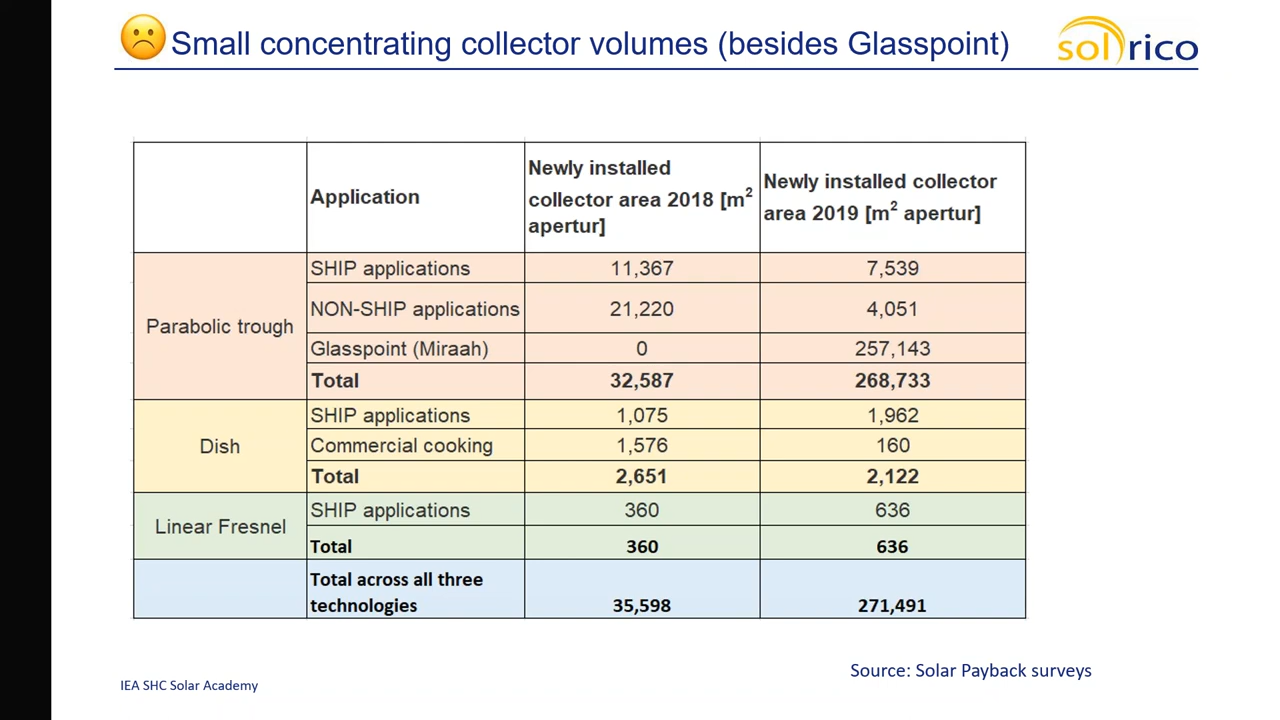 Small concentrating collector volumes (besides Glasspoint)
solrico
Application
Newly installed
collector area 2018 [m²
apertur]
Newly installed collector
area 2019 [m² apertur]
Parabolic trough
SHIP applications 11,367 7,539
NON-SHIP applications 21,220 4,051
Glasspoint (Miraah) 0 257,143
Total 32,587 268,733
Dish
SHIP applications 1,075 1,962
Commercial cooking 1,576 160
Total 2,651 2,122
Linear Fresnel
SHIP applications 360 636
Total 360 636
Total across all three
technologies 35,598 271,491
Source: Solar Payback surveys
IEA SHC Solar Academy